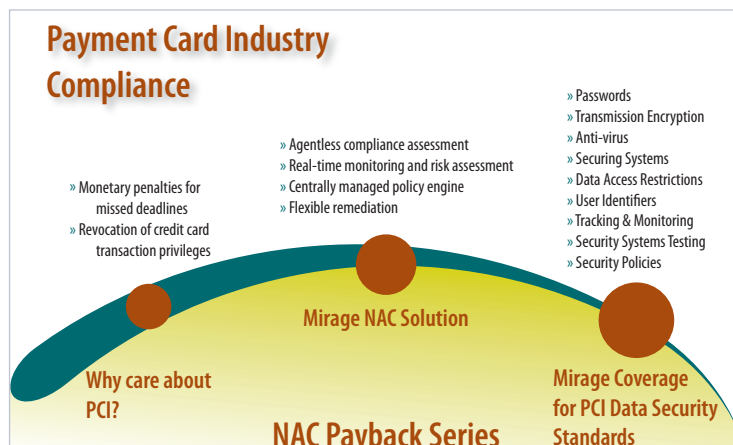 Payment Card Industry
Compliance
» Monetary penalties for
missed deadlines
» Revocation of credit card
transaction privileges
» Agentless compliance assessment
» Real-time monitoring and risk assessment
» Centrally managed policy engine
» Flexible remediation
» Passwords
» Transmission Encryption
» Anti-virus
» Securing Systems
» Data Access Restrictions
» User Identifiers
» Tracking & Monitoring
» Security Systems Testing
» Security Policies
Why care about
PCI?
Mirage NAC Solution
Mirage Coverage
for PCI Data Security
Standards
NAC Payback Series